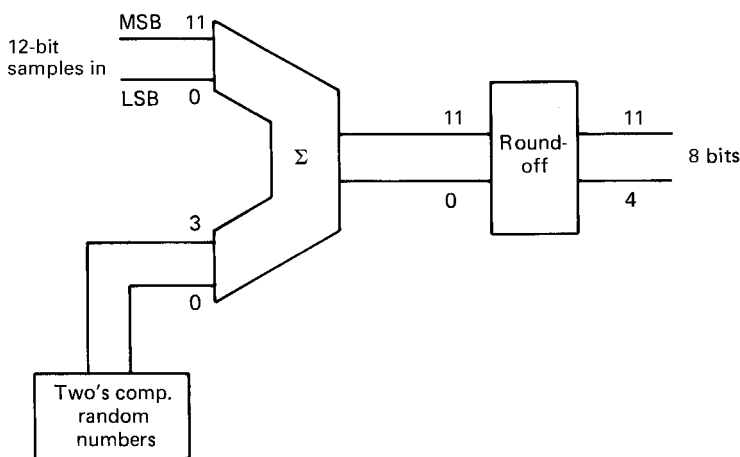 MSB 11
12-bit
samples in
LSB 0
Σ
11
Round-
off
11
8 bits
0
4
3
0
Two's comp.
random
numbers